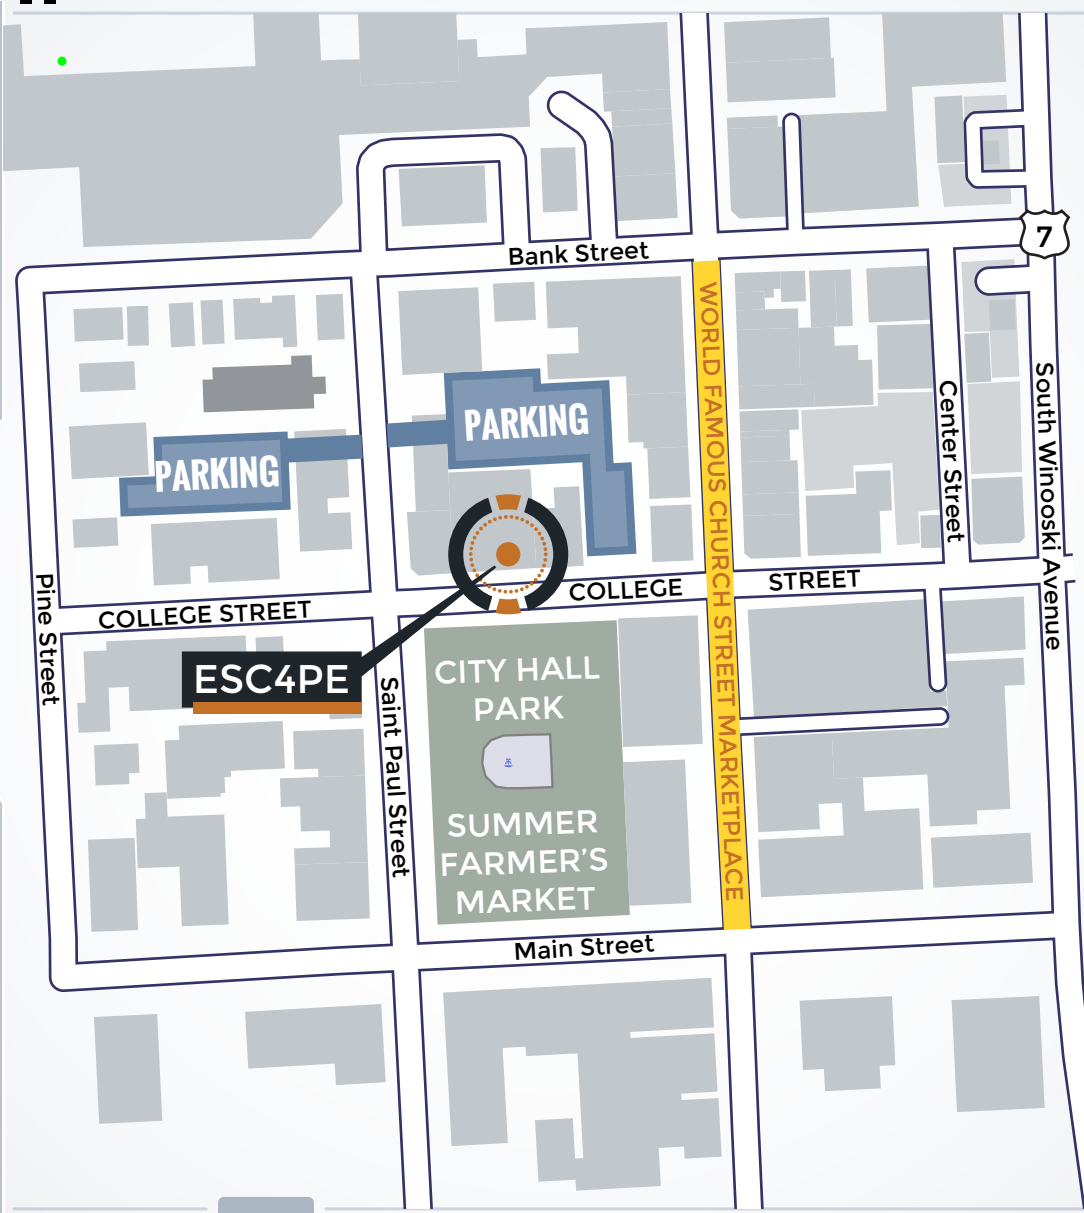 Bank Street
7
WORLD FAMOUS CHURCH STREET MARKETPLACE
PARKING
PARKING
Center Street
South Winooski Avenue
Pine Street
COLLEGE STREET
COLLEGE
STREET
ESC4PE
Saint Paul Street
CITY HALL
PARK
SUMMER
FARMER'S
MARKET
Main Street